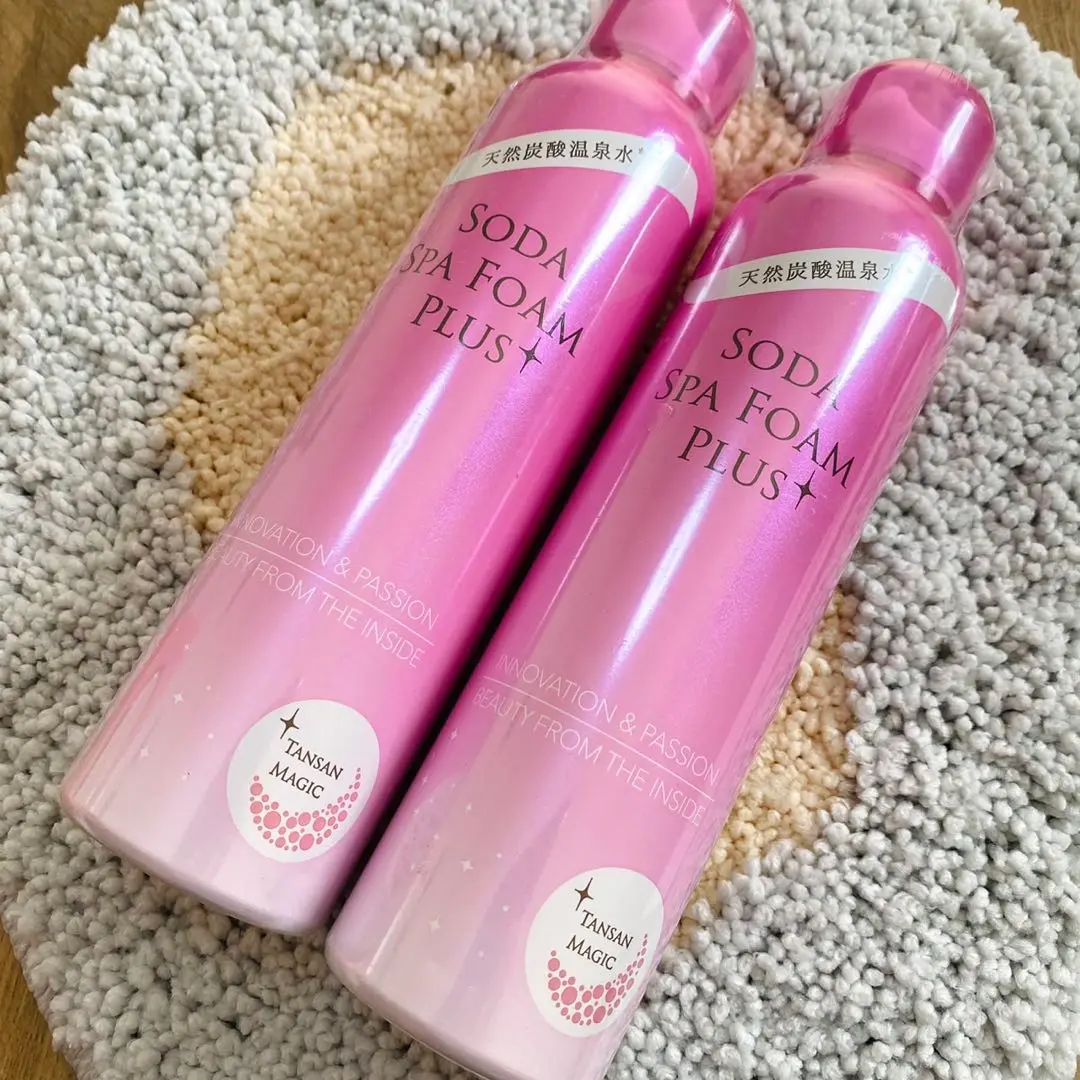 天然炭酸温泉水*
SODA
SPA FOAM
PLUS
INNOVATION & PASSION
BEAUTY FROM THE INSIDE
TANSAN
MAGIC
天然炭酸温泉水
SODA
SPA FOAM
PLUS
INNOVATION & PASSION
BEAUTY FROM THE INSIDE
TANSAN
MAGIC